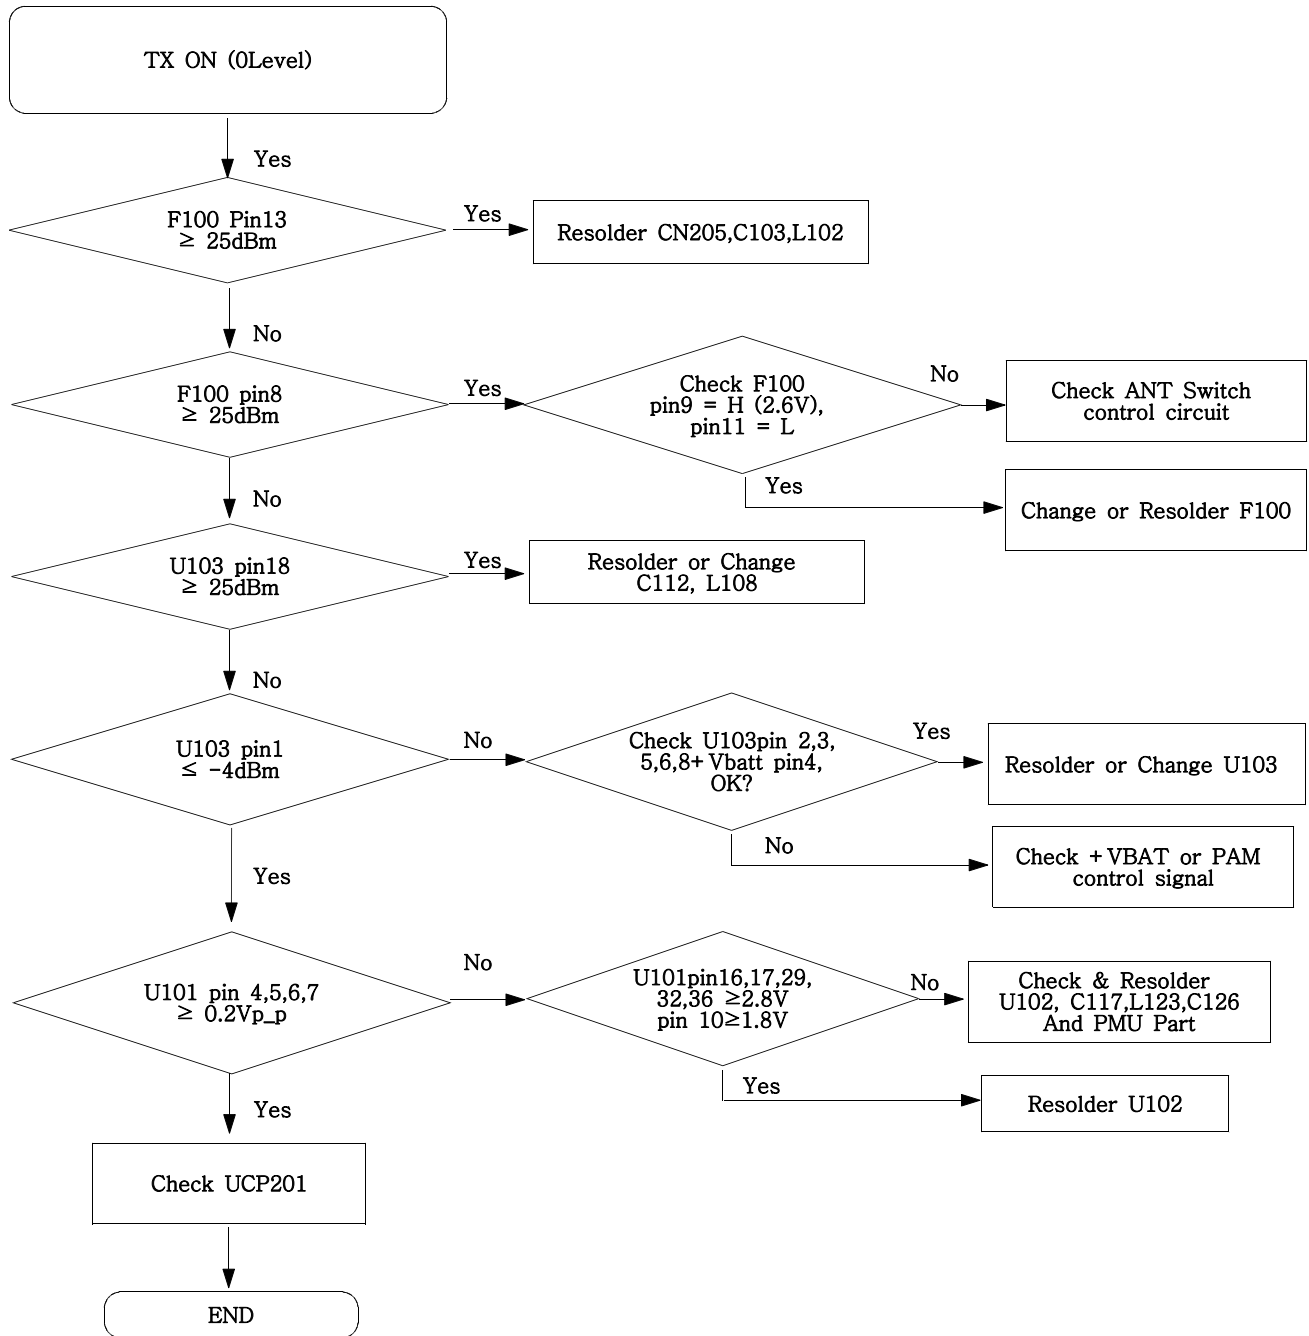 TX ON (0Level)
Yes
F100 Pin13
≥ 25dBm
Yes
Resolder CN205,C103,L102
No
F100 pin8
≥ 25dBm
Yes
Check F100
pin9 = H (2.6V),
pin11 = L
No
Check ANT Switch
control circuit
Yes
Change or Resolder F100
No
U103 pin18
≥ 25dBm
Yes
Resolder or Change
C112, L108
No
U103 pin1
≤ -4dBm
No
Check U103pin 2,3,
5,6,8+Vbatt pin4,
OK?
Yes
Resolder or Change U103
No
Check +VBAT or PAM
control signal
Yes
U101 pin 4,5,6,7
≥ 0.2Vp_p
No
U101pin16,17,29,
32,36 ≥2.8V
pin 10≥1.8V
No
Check & Resolder
U102, C117,L123,C126
And PMU Part
Yes
Resolder U102
Yes
Check UCP201
END